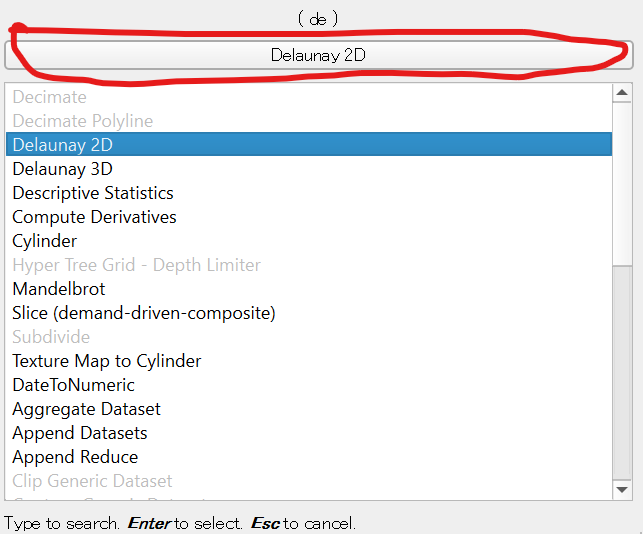 ( de )
Delaunay 2D
Decimate
Decimate Polyline
Delaunay 2D
Delaunay 3D
Descriptive Statistics
Compute Derivatives
Cylinder
Hyper Tree Grid - Depth Limiter
Mandelbrot
Slice (demand-driven-composite)
Subdivide
Texture Map to Cylinder
DateToNumeric
Aggregate Dataset
Append Datasets
Append Reduce
Clip Generic Dataset
Type to search. Enter to select. Esc to cancel.